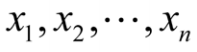 x₁, x₂, ⋯, xₙ